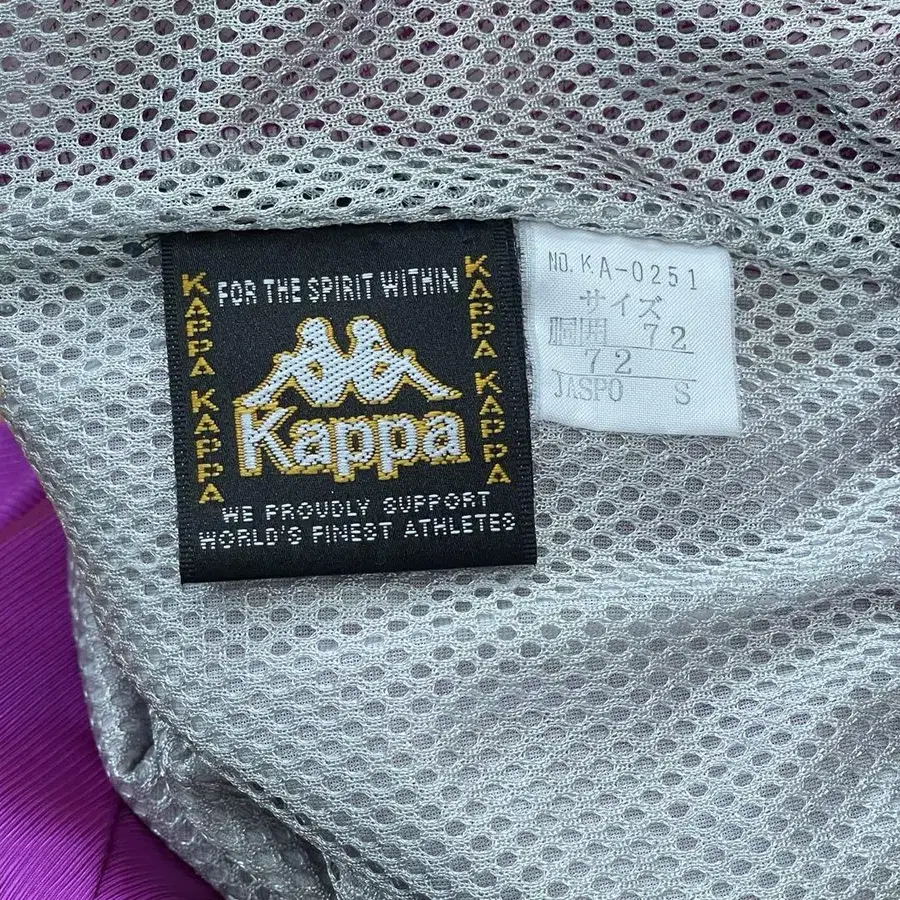 FOR THE SPIRIT WITHIN
KAPPA KAPPA
KAPPA KAPPA
Kappa
WE PROUDLY SUPPORT
WORLD'S FINEST ATHLETES
NO. KA-0251
サイズ
胴囲 72
72
JASPO S